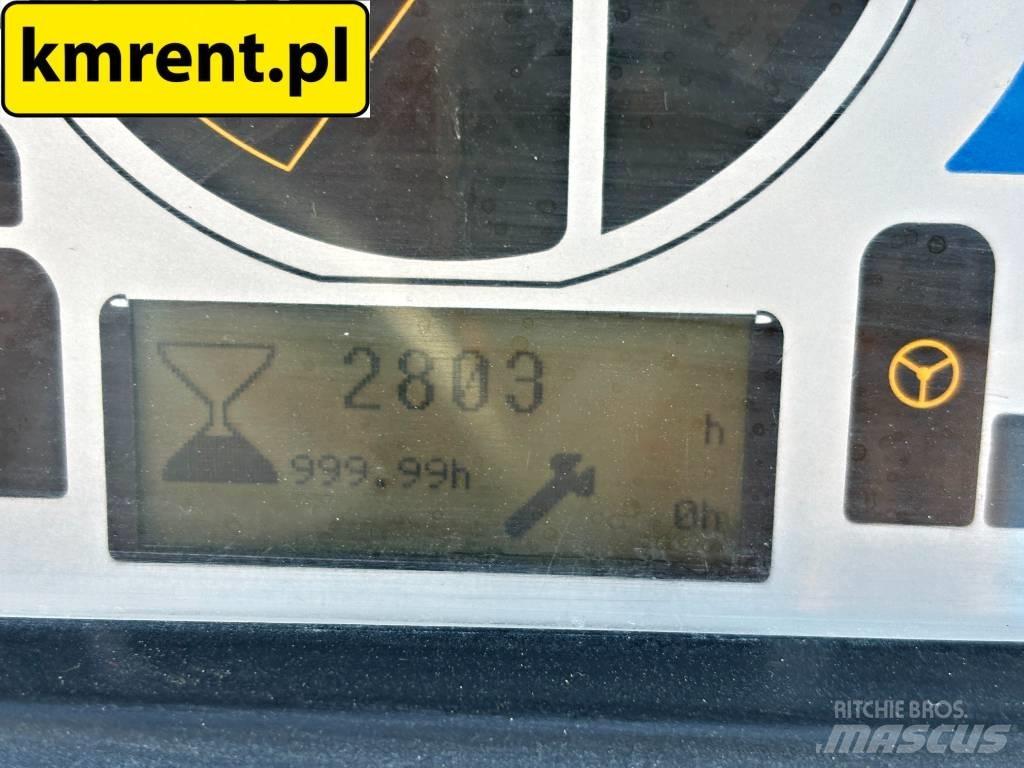 kmrent.pl
2803
h
999.99h
0h
RITCHIE BROS.
MASCUS